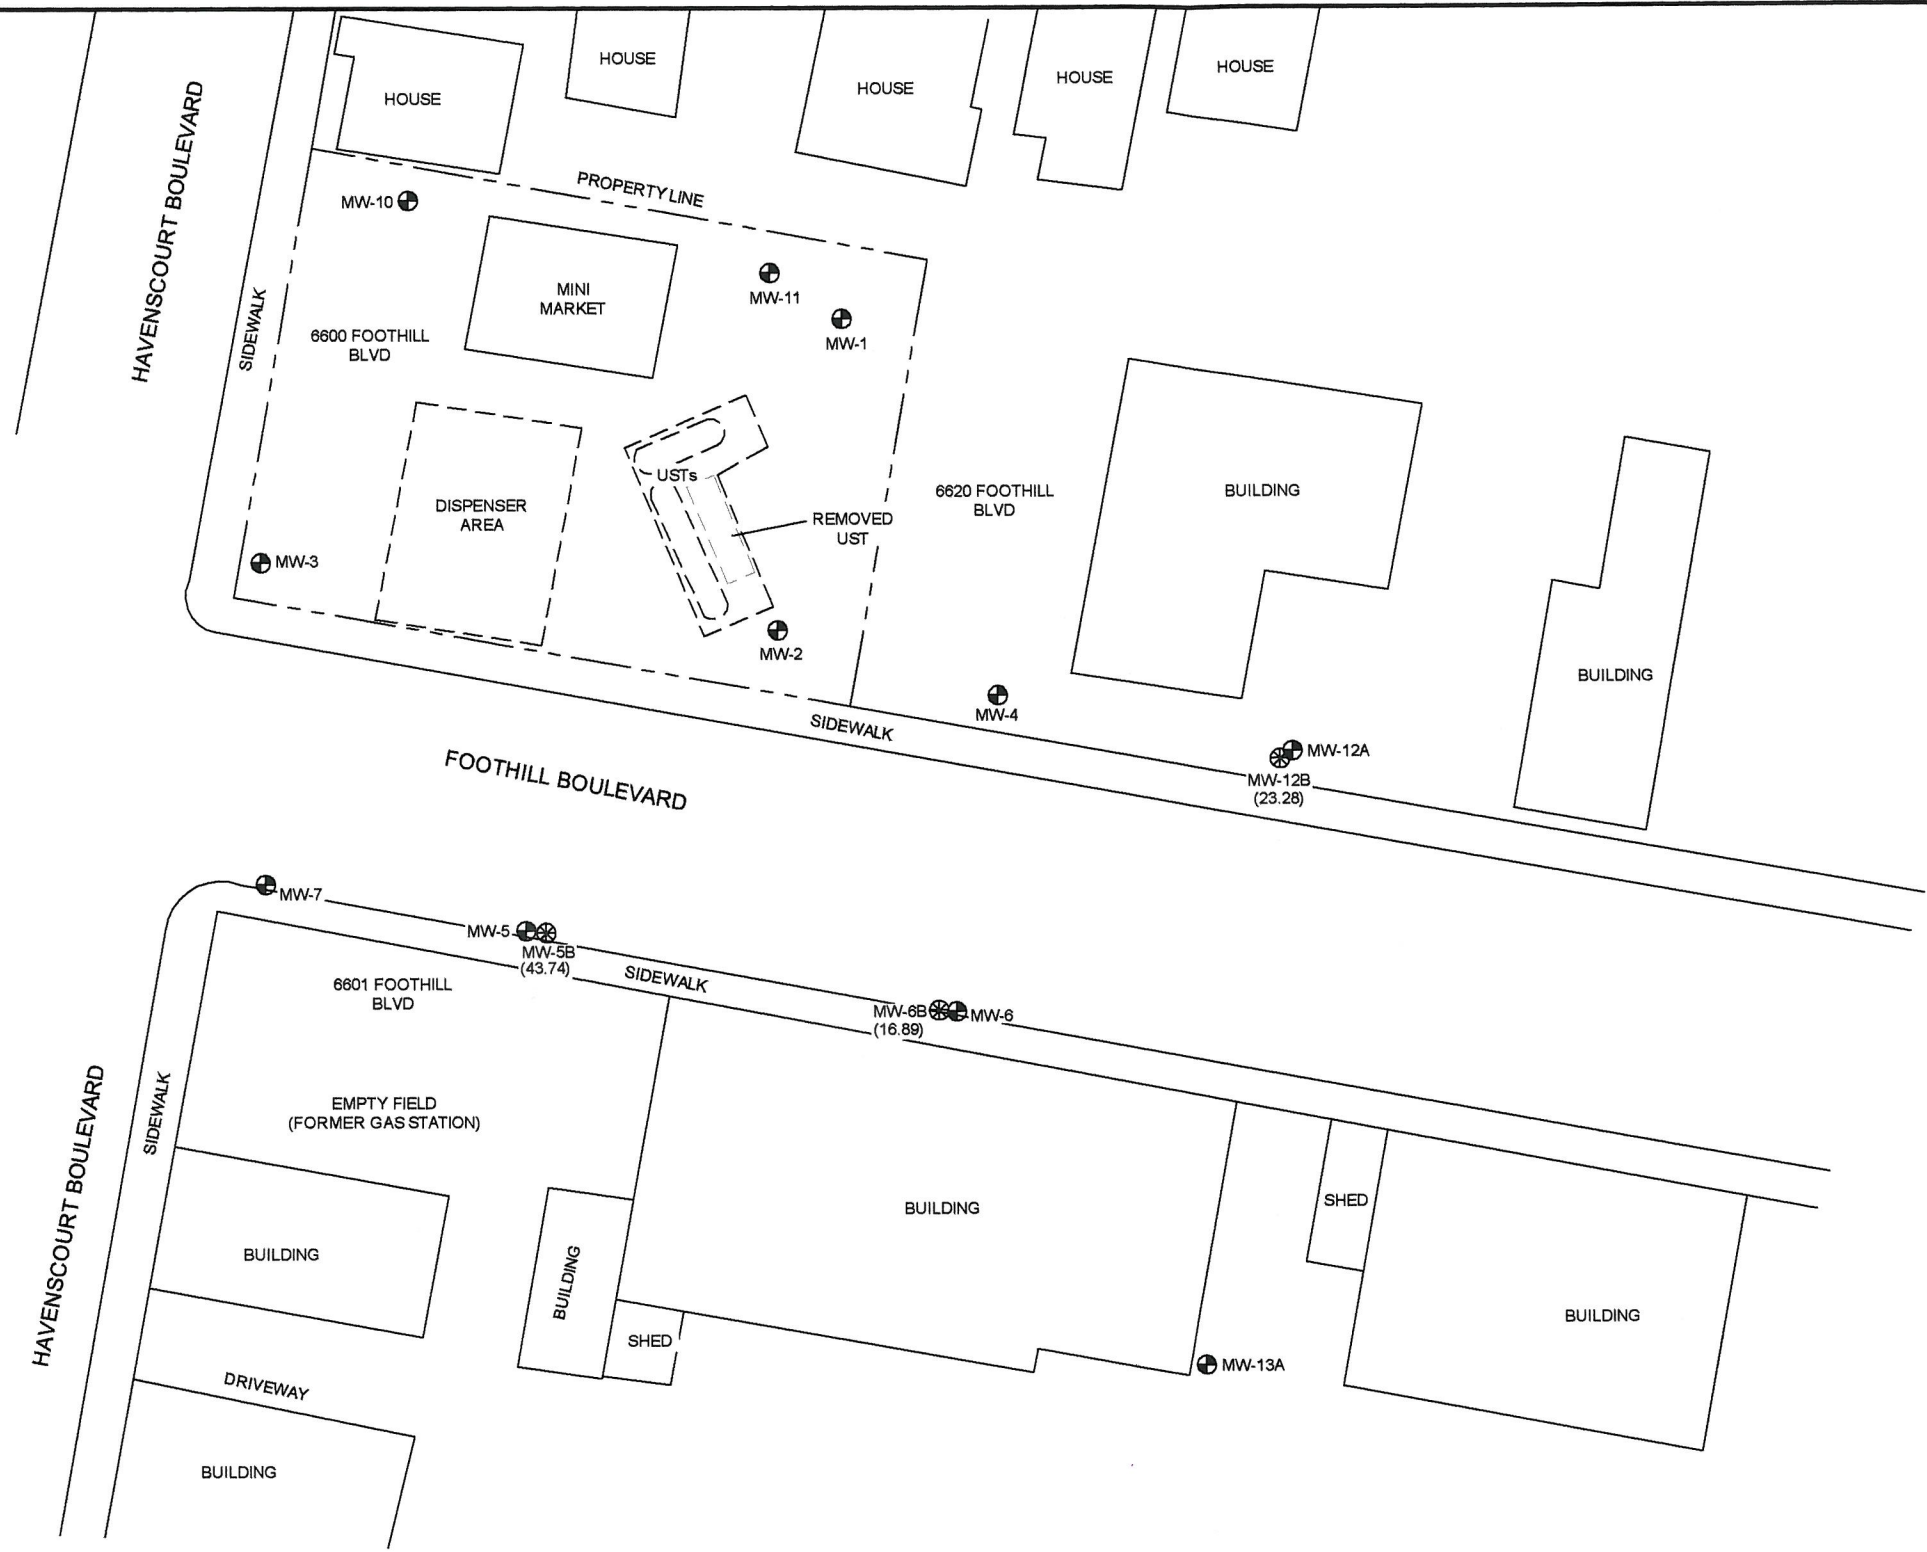 HOUSE
HOUSE
HOUSE
HOUSE
HOUSE
HAVENSCOURT BOULEVARD
SIDEWALK
PROPERTY LINE
MW-10
MINI
MARKET
MW-11
MW-1
6600 FOOTHILL
BLVD
USTs
DISPENSER
AREA
REMOVED
UST
6620 FOOTHILL
BLVD
BUILDING
BUILDING
MW-3
MW-2
MW-4
SIDEWALK
MW-12A
MW-12B
(23.28)
FOOTHILL BOULEVARD
MW-7
MW-5
MW-5B
(43.74)
SIDEWALK
MW-6B
(16.89)
MW-6
6601 FOOTHILL
BLVD
EMPTY FIELD
(FORMER GAS STATION)
HAVENSCOURT BOULEVARD
SIDEWALK
BUILDING
BUILDING
SHED
BUILDING
SHED
BUILDING
MW-13A
DRIVEWAY
BUILDING